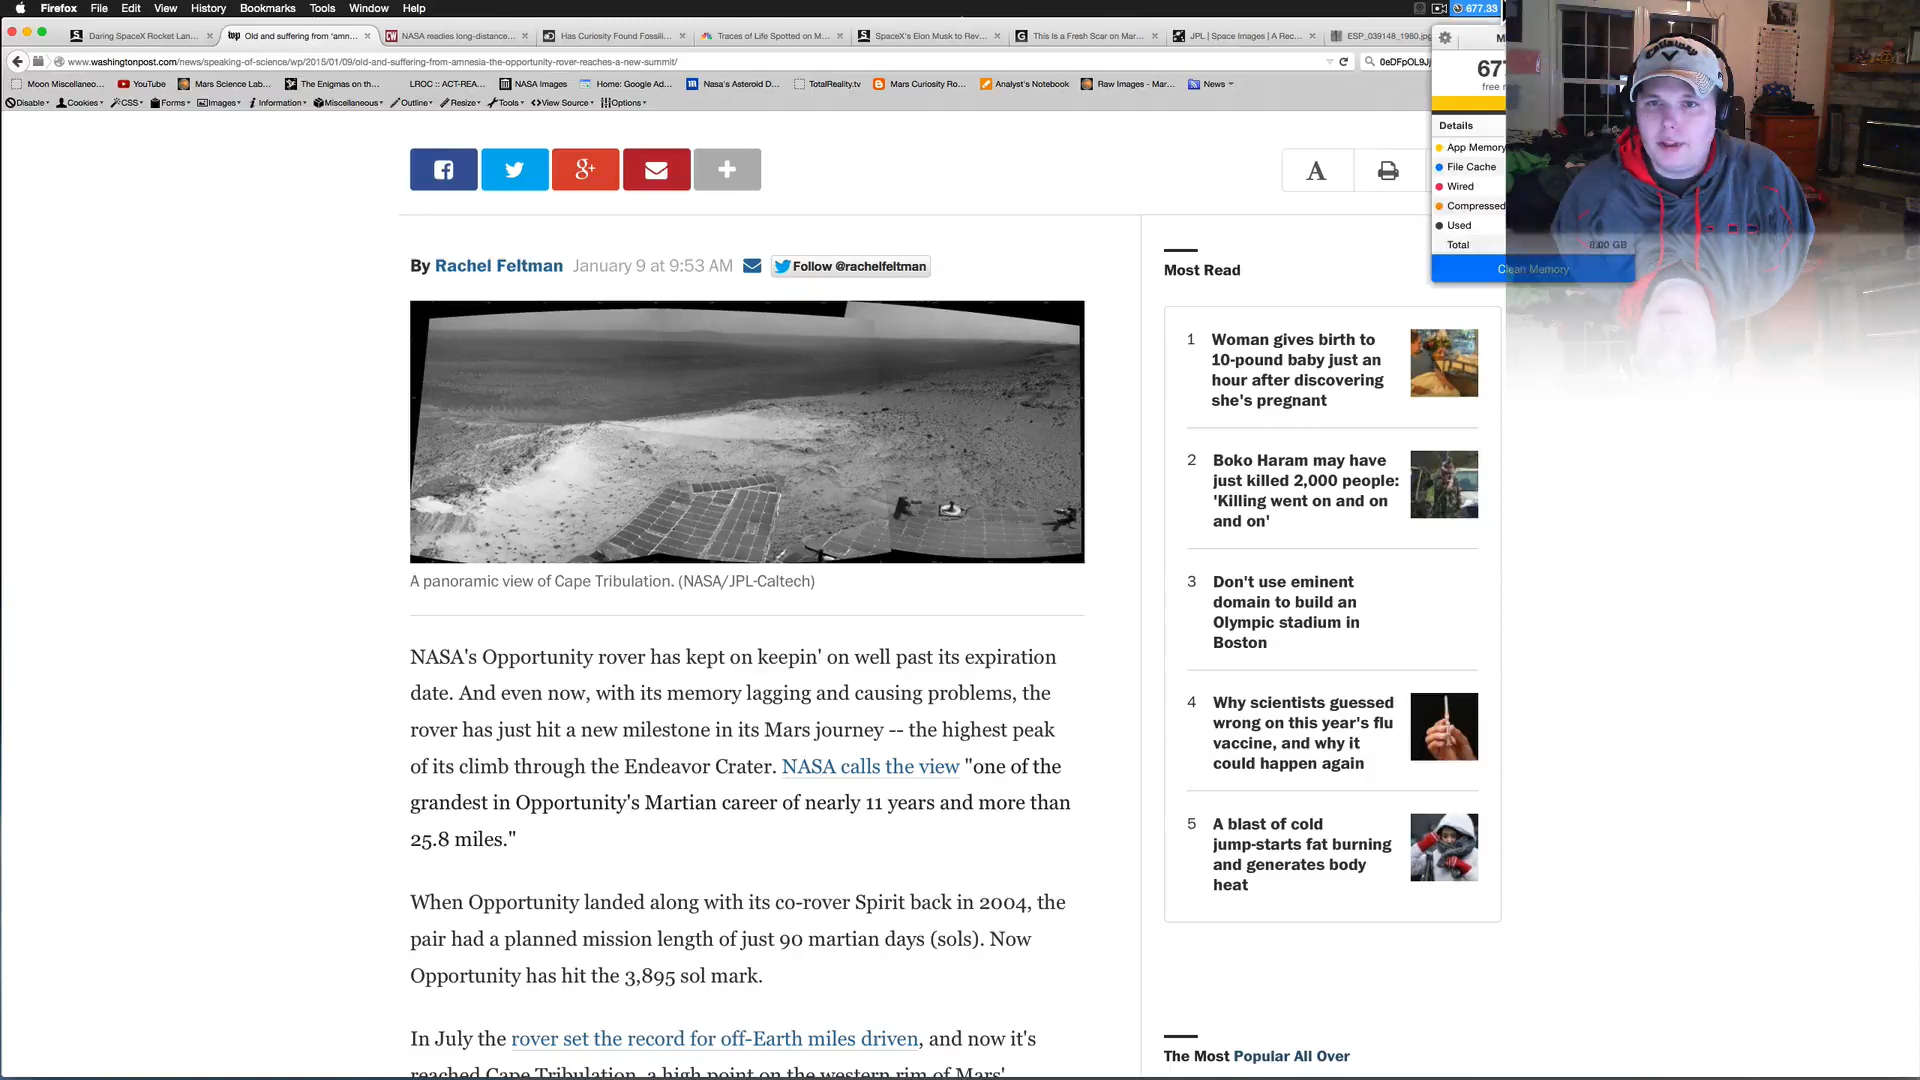 Firefox File Edit View History Bookmarks Tools Window Help
677.33
Daring SpaceX Rocket Lan...
Old and suffering from 'amn...
NASA readies long-distance...
Has Curiosity Found Fossili...
Traces of Life Spotted on M...
SpaceX's Elon Musk to Rev...
This Is a Fresh Scar on Mar...
JPL | Space Images | A Rec...
ESP_039148_1980.jpg
www.washingtonpost.com/news/speaking-of-science/wp/2015/01/09/old-and-suffering-from-amnesia-the-opportunity-rover-reaches-a-new-summit/
Moon Miscellaneo...
YouTube
Mars Science Lab...
The Enigmas on th...
LROC :: ACT-REA...
NASA Images
Home: Google Ad...
Nasa's Asteroid D...
TotalReality.tv
Mars Curiosity Ro...
Analyst's Notebook
Raw Images - Mar...
News
Disable Cookies CSS Forms Images Information Miscellaneous Outline Resize Tools View Source Options
677
free
Details
App Memory
File Cache
Wired
Compressed
Used
Total 8.00 GB
Clean Memory
g+
A
By Rachel Feltman January 9 at 9:53 AM Follow @rachelfeltman
A panoramic view of Cape Tribulation. (NASA/JPL-Caltech)
NASA's Opportunity rover has kept on keepin' on well past its expiration
date. And even now, with its memory lagging and causing problems, the
rover has just hit a new milestone in its Mars journey -- the highest peak
of its climb through the Endeavor Crater. NASA calls the view "one of the
grandest in Opportunity's Martian career of nearly 11 years and more than
25.8 miles."
When Opportunity landed along with its co-rover Spirit back in 2004, the
pair had a planned mission length of just 90 martian days (sols). Now
Opportunity has hit the 3,895 sol mark.
In July the rover set the record for off-Earth miles driven, and now it's
reached Cape Tribulation, a high point on the western rim of Mars'
Most Read
1 Woman gives birth to
10-pound baby just an
hour after discovering
she's pregnant
2 Boko Haram may have
just killed 2,000 people:
'Killing went on and on
and on'
3 Don't use eminent
domain to build an
Olympic stadium in
Boston
4 Why scientists guessed
wrong on this year's flu
vaccine, and why it
could happen again
5 A blast of cold
jump-starts fat burning
and generates body
heat
The Most Popular All Over